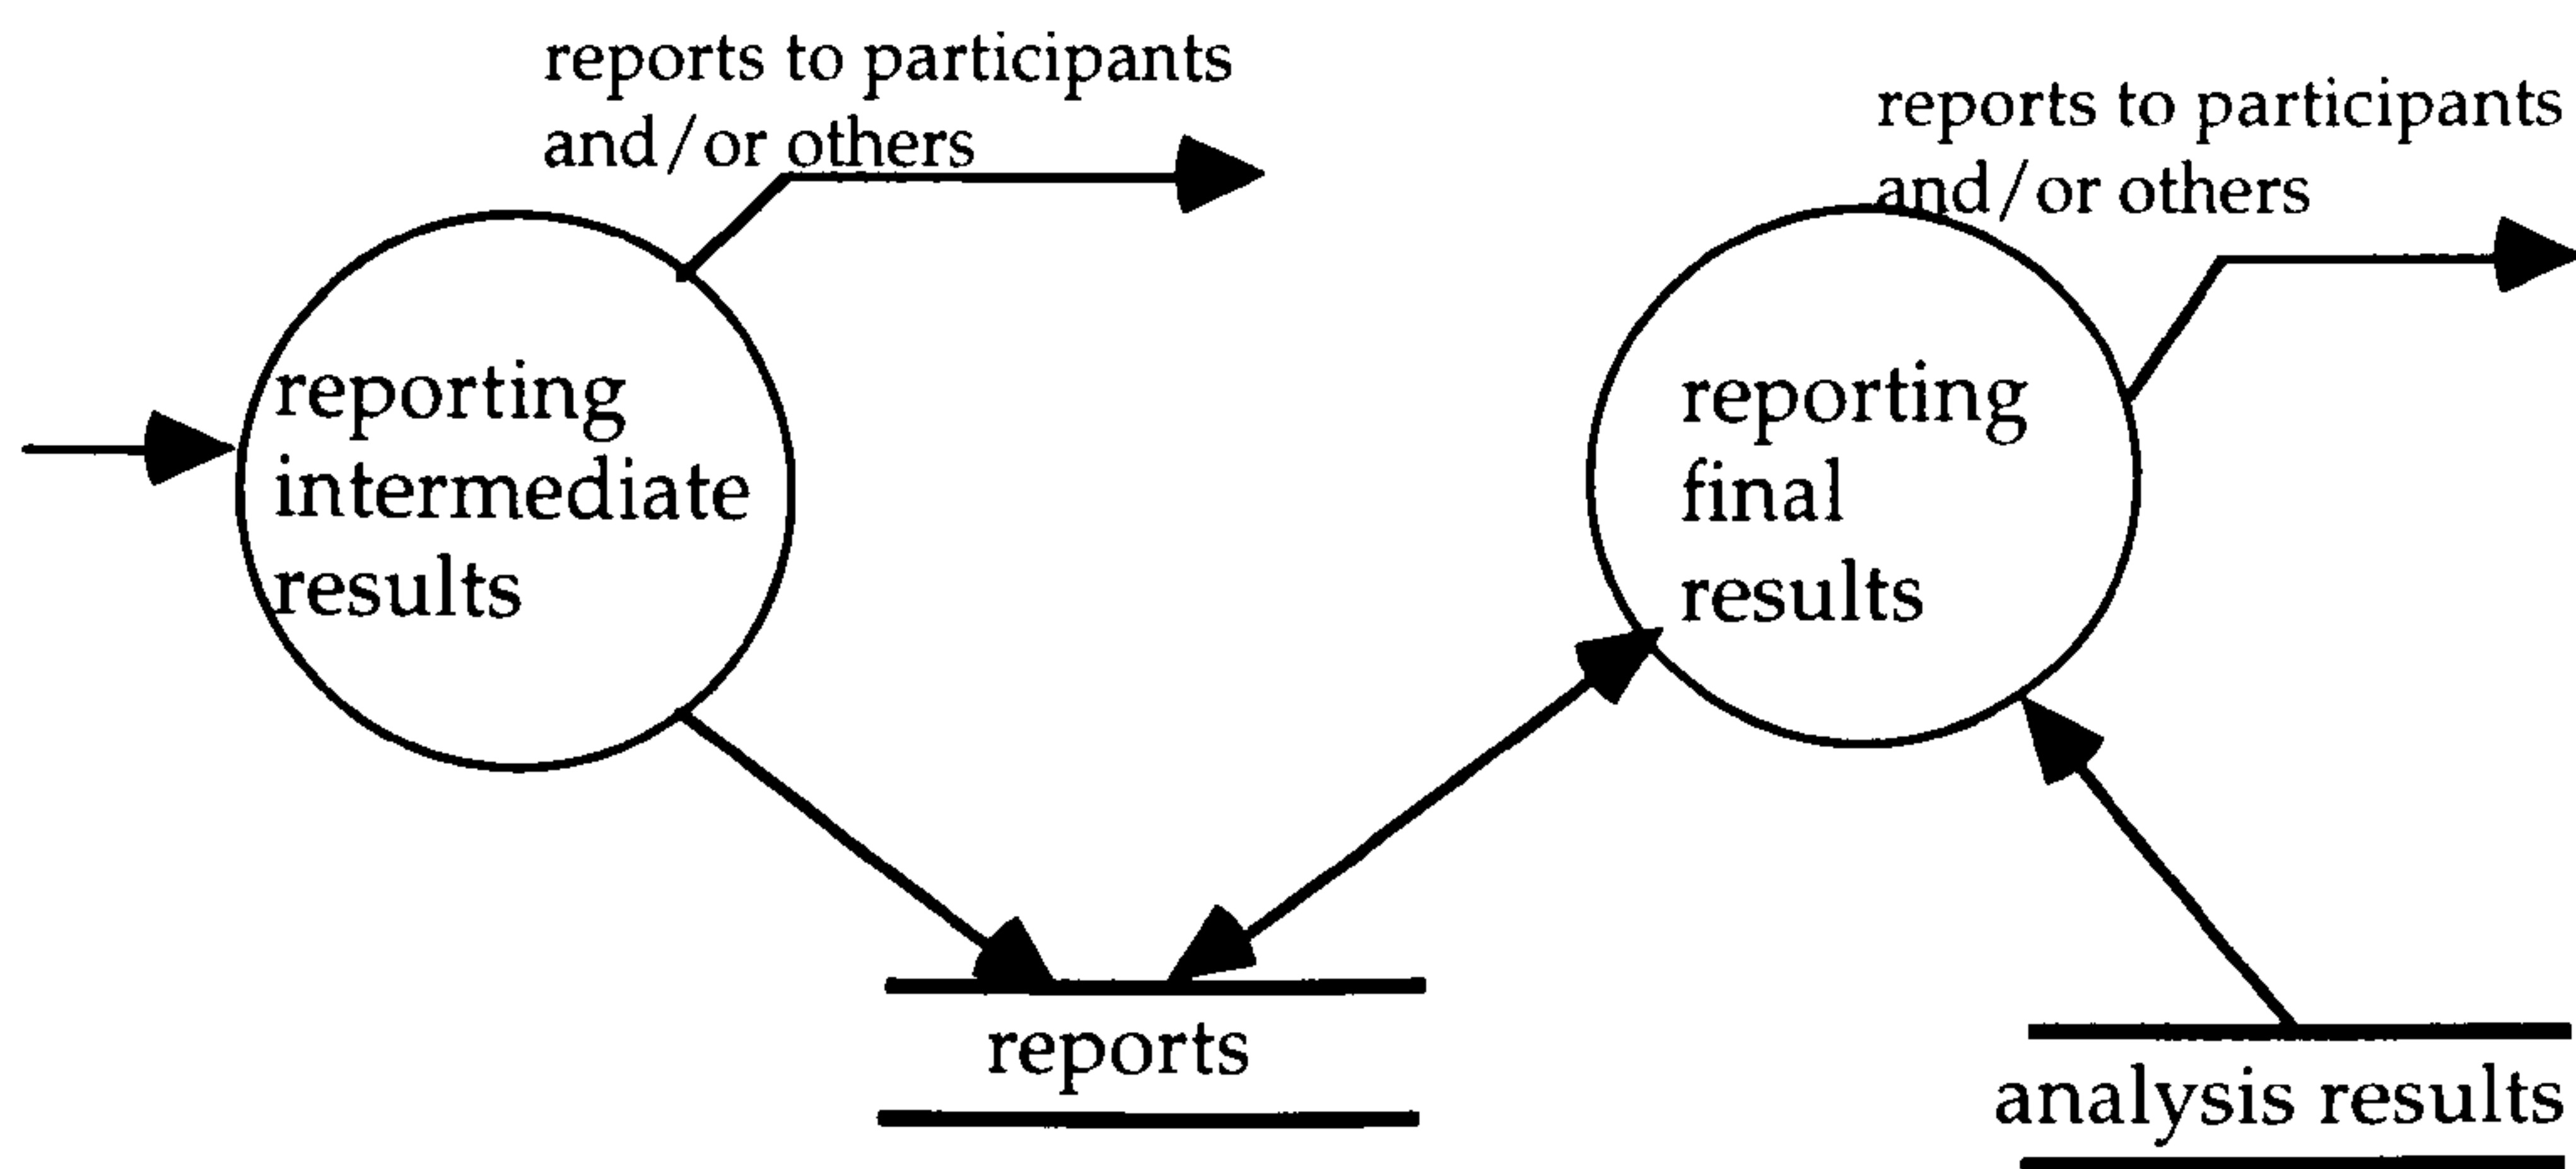 reports to participants
and/or others
reports to participants
and/or others
reporting
intermediate
results
reporting
final
results
reports
analysis results